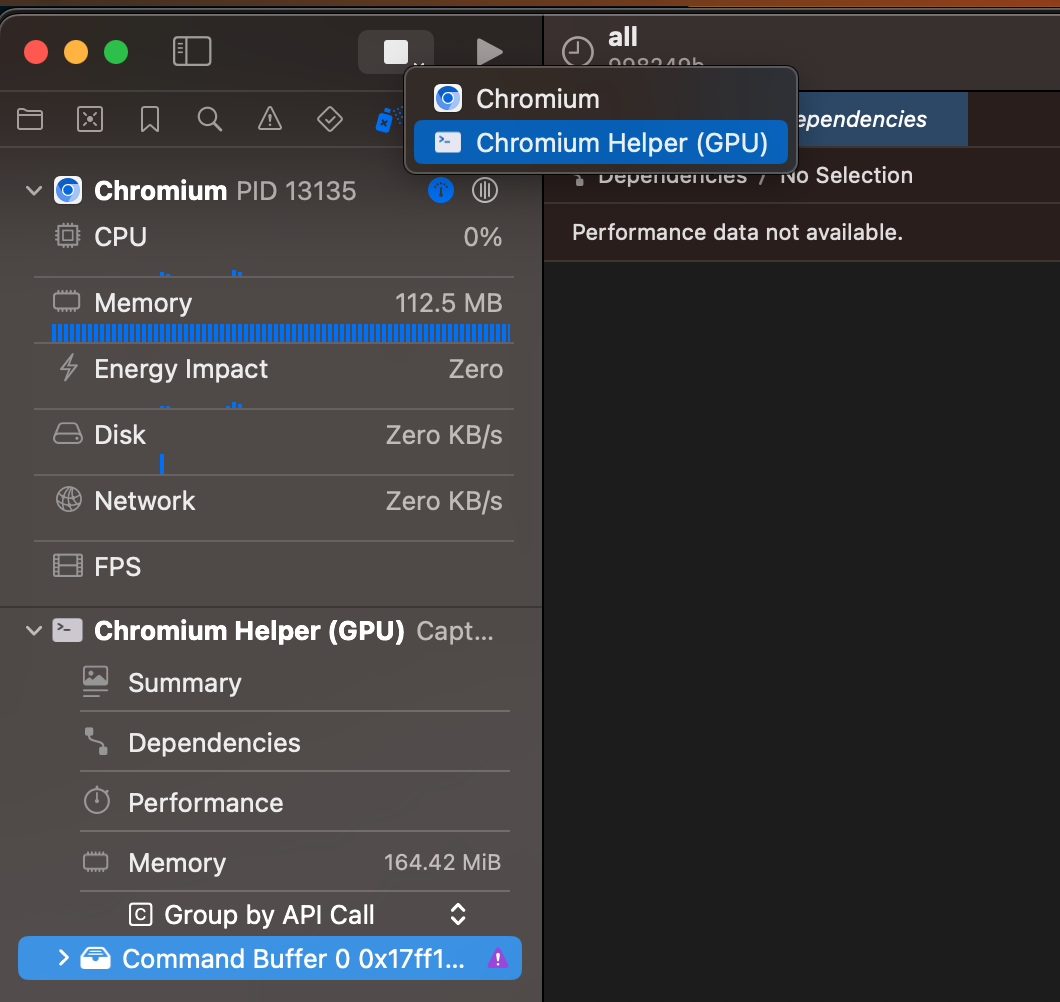 all
998249b
Chromium
Chromium Helper (GPU)
ependencies
Dependencies / No Selection
Performance data not available.
Chromium PID 13135
CPU 0%
Memory 112.5 MB
Energy Impact Zero
Disk Zero KB/s
Network Zero KB/s
FPS
Chromium Helper (GPU) Capt...
Summary
Dependencies
Performance
Memory 164.42 MiB
C Group by API Call
Command Buffer 0 0x17ff1...